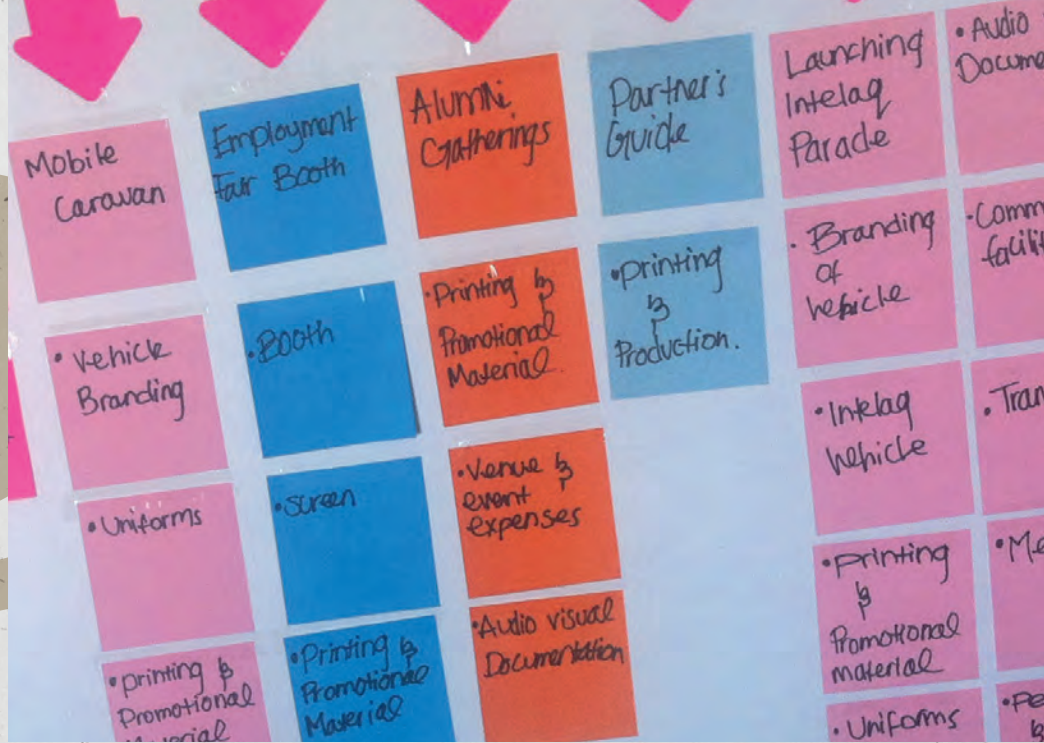 Mobile
Caravan
• Vehicle
Branding
• Uniforms
• printing &
Promotional
Material
Employment
Fair Booth
• Booth
• screen
• Printing &
Promotional
Material
Alumni
Gatherings
• Printing &
Promotional
Material.
• Venue &
event
expenses
• Audio visual
Documentation
Partner's
Guide
• printing
&
Production.
Launching
Intelaq
Parade
• Branding
of
vehicle
• Intelaq
vehicle
• printing
&
Promotional
material
• Uniforms
• Audio